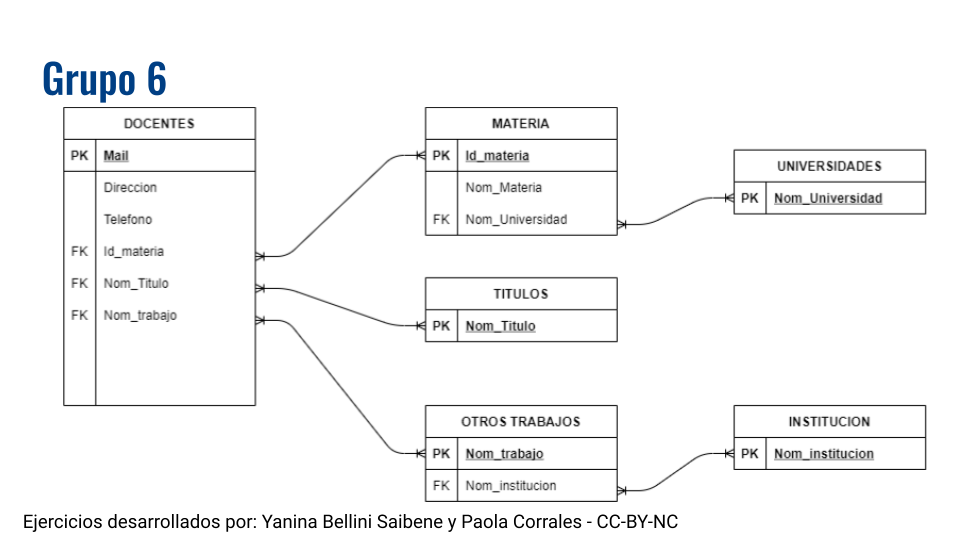 Grupo 6
DOCENTES
PK Mail
Direccion
Telefono
FK Id_materia
FK Nom_Titulo
FK Nom_trabajo
MATERIA
PK Id_materia
Nom_Materia
FK Nom_Universidad
UNIVERSIDADES
PK Nom_Universidad
TITULOS
PK Nom_Titulo
OTROS TRABAJOS
PK Nom_trabajo
FK Nom_institucion
INSTITUCION
PK Nom_institucion
Ejercicios desarrollados por: Yanina Bellini Saibene y Paola Corrales - CC-BY-NC